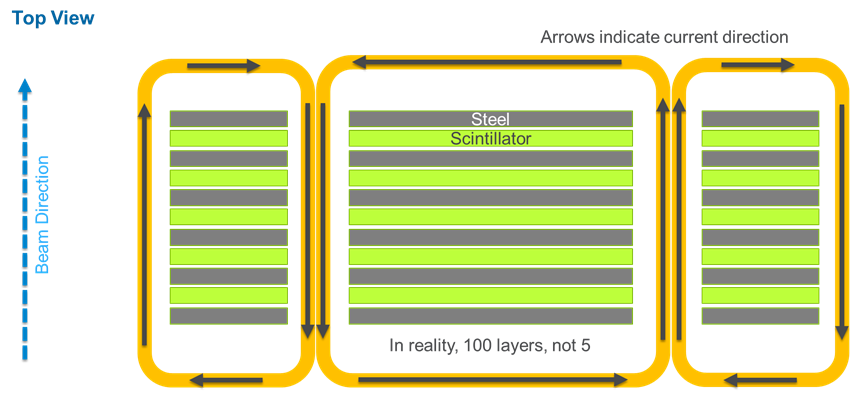 Top View
Arrows indicate current direction
Steel
Scintillator
Beam Direction
In reality, 100 layers, not 5